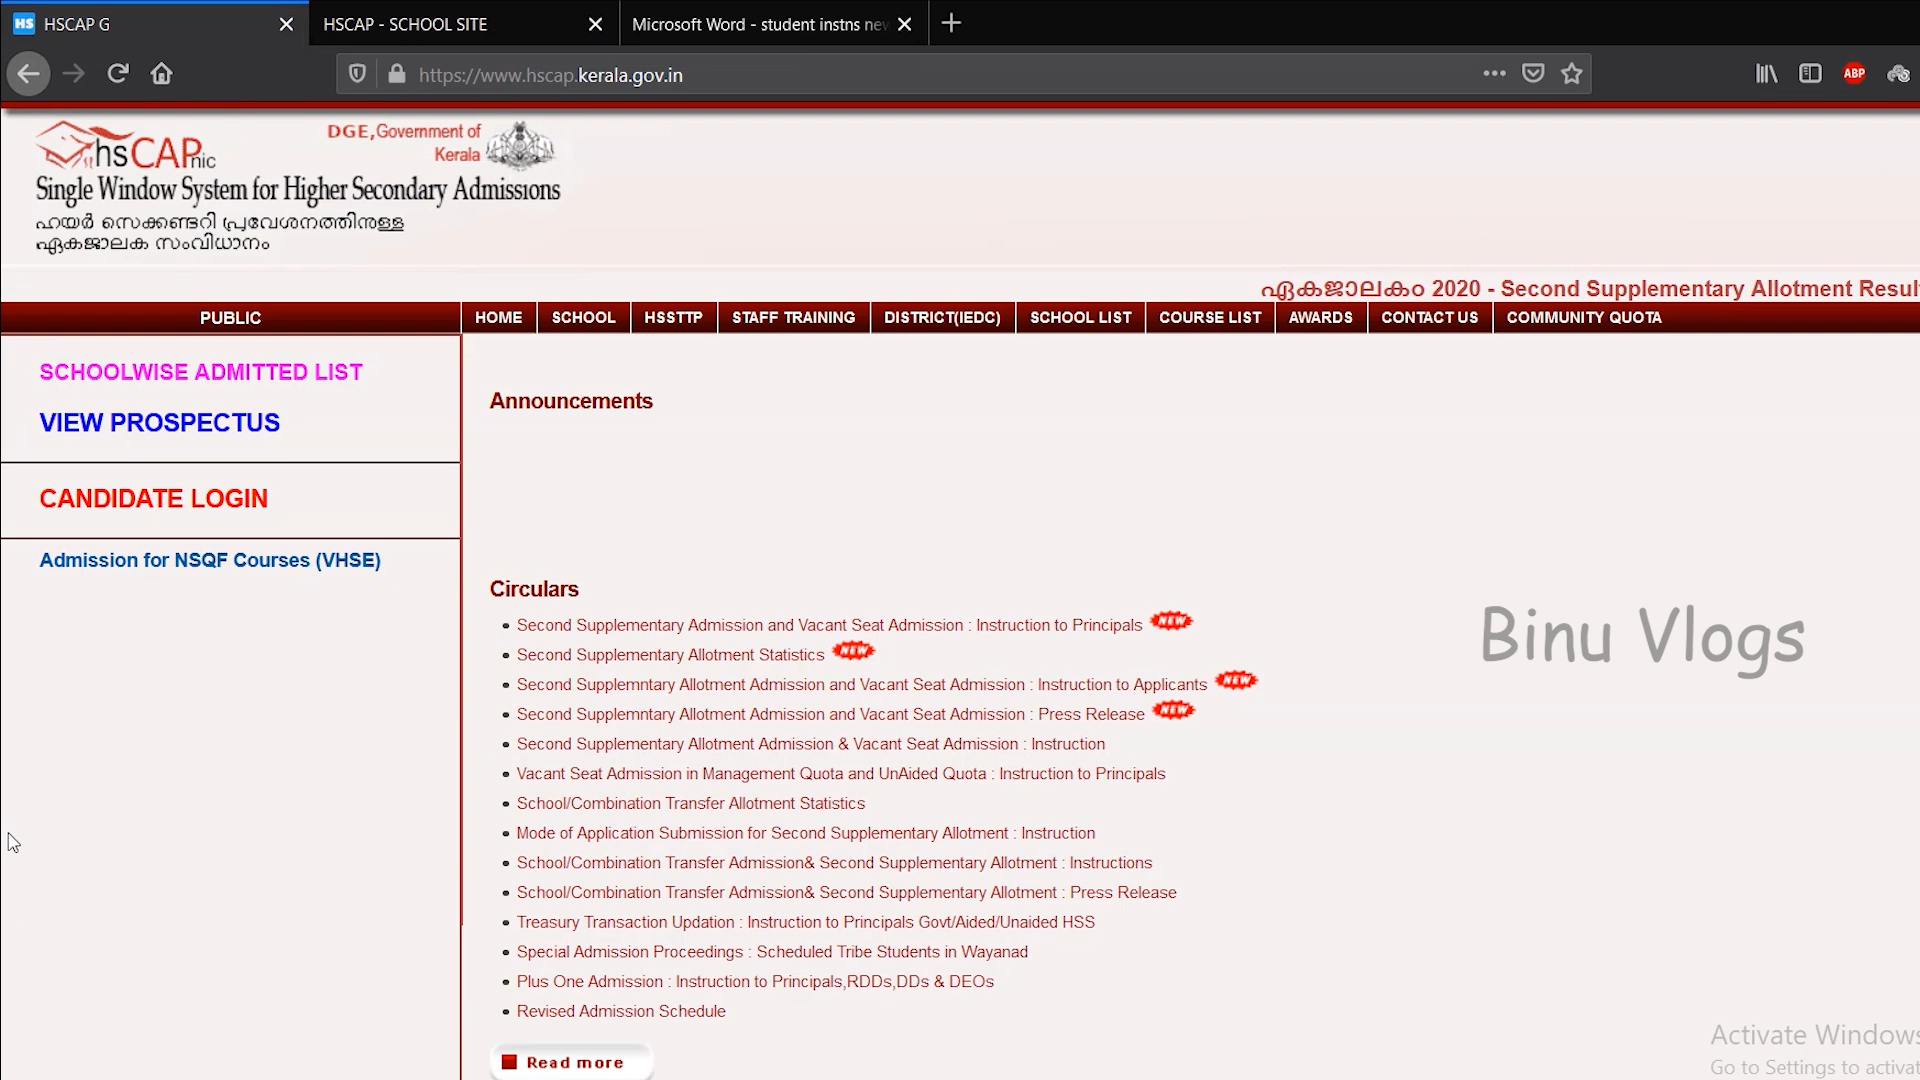 HSCAP G
HSCAP - SCHOOL SITE
Microsoft Word - student instns nev
https://www.hscap.kerala.gov.in
ABP
hsCAPnic
DGE,Government of
Kerala
Single Window System for Higher Secondary Admissions
ഹയർ സെക്കണ്ടറി പ്രവേശനത്തിനുള്ള
ഏകജാലക സംവിധാനം
ഏകജാലകം 2020 - Second Supplementary Allotment Resul
PUBLIC
HOME SCHOOL HSSTTP STAFF TRAINING DISTRICT(IEDC) SCHOOL LIST COURSE LIST AWARDS CONTACT US COMMUNITY QUOTA
SCHOOLWISE ADMITTED LIST
VIEW PROSPECTUS
CANDIDATE LOGIN
Admission for NSQF Courses (VHSE)
Announcements
Circulars
Second Supplementary Admission and Vacant Seat Admission : Instruction to Principals NEW
Second Supplementary Allotment Statistics NEW
Second Supplemntary Allotment Admission and Vacant Seat Admission : Instruction to Applicants NEW
Second Supplemntary Allotment Admission and Vacant Seat Admission : Press Release NEW
Second Supplementary Allotment Admission & Vacant Seat Admission : Instruction
Vacant Seat Admission in Management Quota and UnAided Quota : Instruction to Principals
School/Combination Transfer Allotment Statistics
Mode of Application Submission for Second Supplementary Allotment : Instruction
School/Combination Transfer Admission& Second Supplementary Allotment : Instructions
School/Combination Transfer Admission& Second Supplementary Allotment : Press Release
Treasury Transaction Updation : Instruction to Principals Govt/Aided/Unaided HSS
Special Admission Proceedings : Scheduled Tribe Students in Wayanad
Plus One Admission : Instruction to Principals,RDDs,DDs & DEOs
Revised Admission Schedule
Read more
Binu Vlogs
Activate Windows
Go to Settings to activat